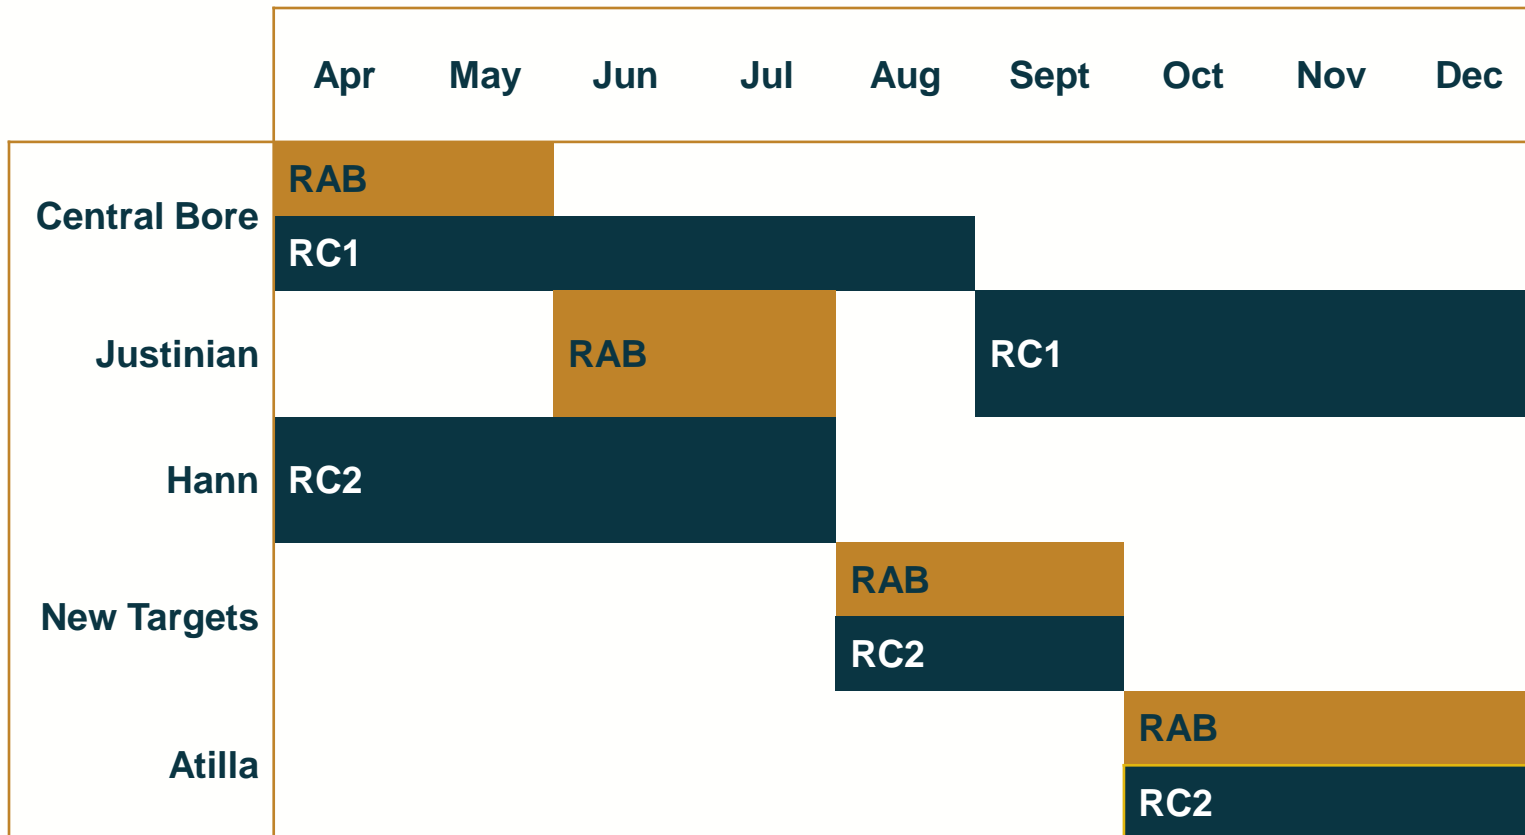 Apr May Jun Jul Aug Sept Oct Nov Dec
RAB
Central Bore
RC1
Justinian RAB RC1
Hann RC2
RAB
New Targets
RC2
RAB
Atilla
RC2